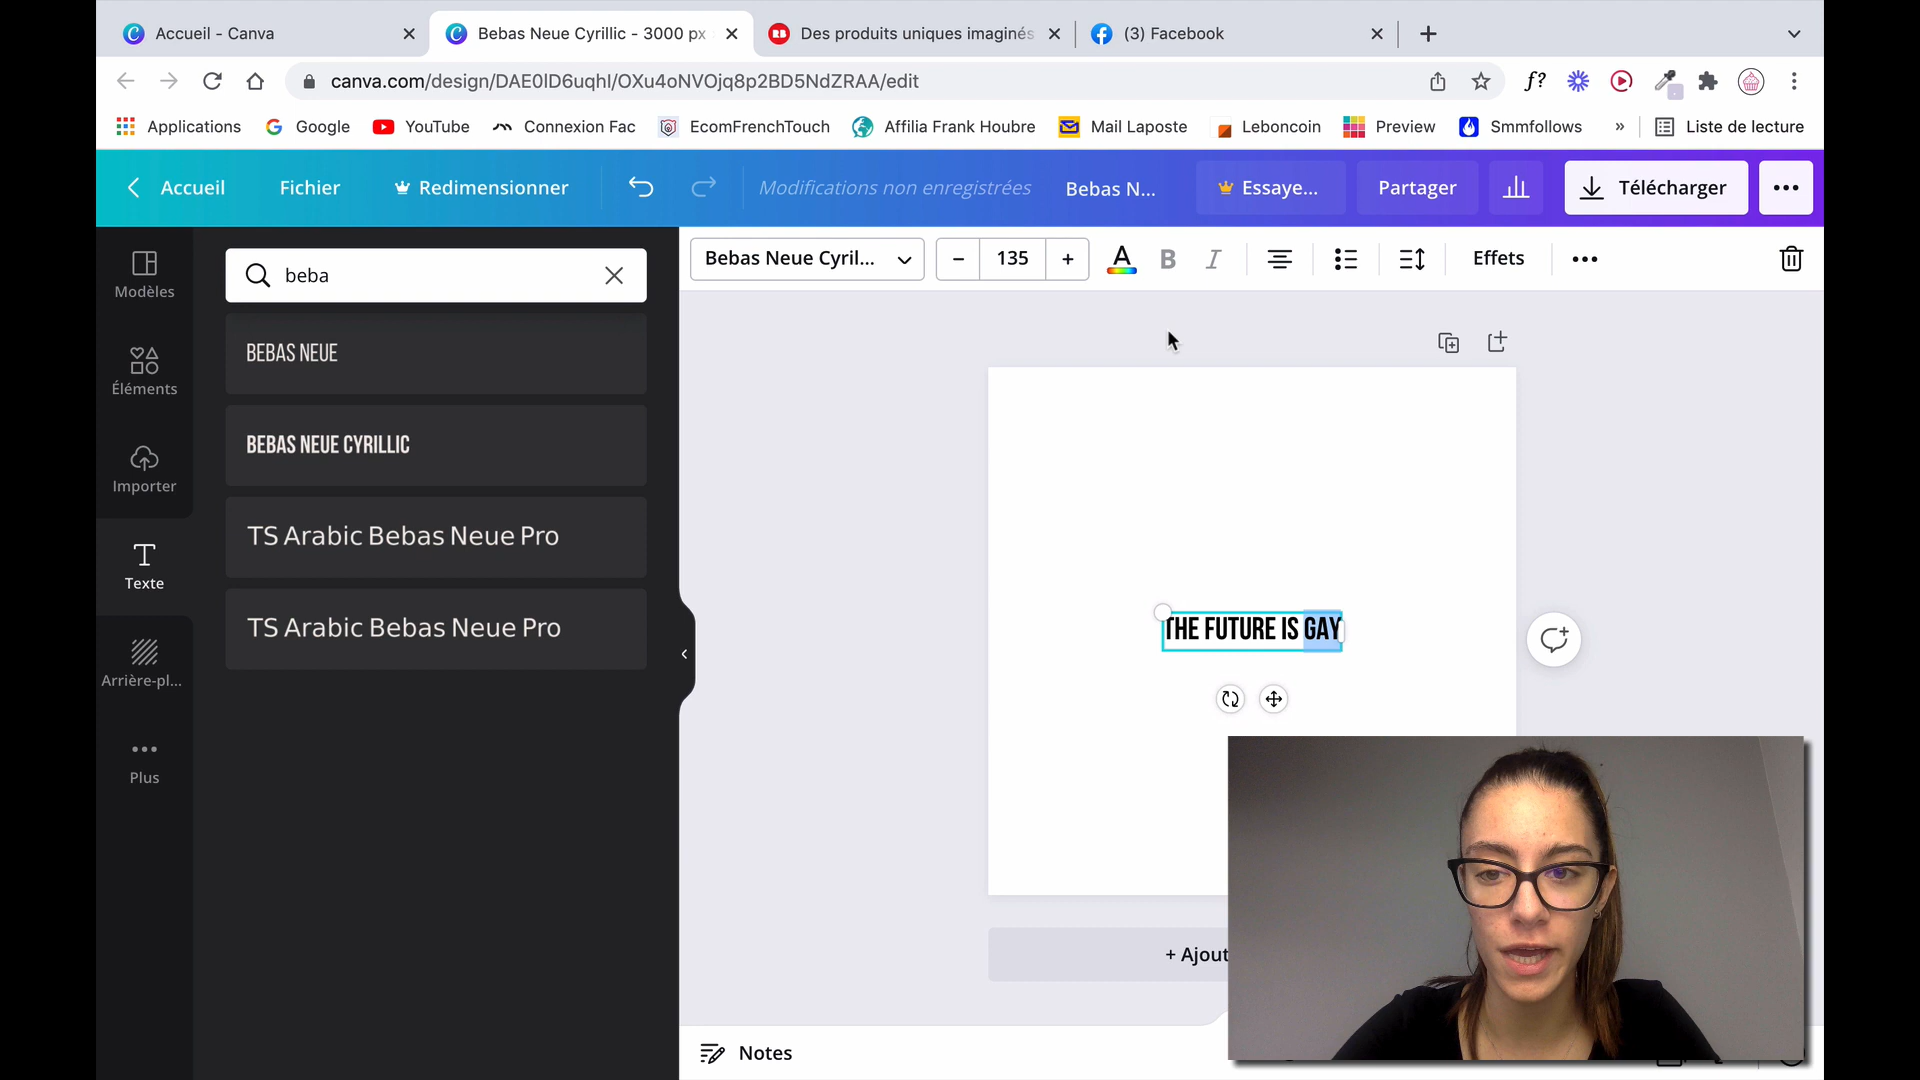 Accueil - Canva
Bebas Neue Cyrillic - 3000 px
Des produits uniques imaginés
(3) Facebook
canva.com/design/DAE0lD6uqhI/OXu4oNVOjq8p2BD5NdZRAA/edit
f?
Applications
Google
YouTube
Connexion Fac
EcomFrenchTouch
Affilia Frank Houbre
Mail Laposte
Leboncoin
Preview
Smmfollows
»
Liste de lecture
Accueil
Fichier
Redimensionner
Modifications non enregistrées
Bebas N...
Essaye...
Partager
Télécharger
Bebas Neue Cyril...
135
A
B
I
Effets
Modèles
Éléments
Importer
Texte
Arrière-pl...
Plus
beba
BEBAS NEUE
BEBAS NEUE CYRILLIC
TS Arabic Bebas Neue Pro
TS Arabic Bebas Neue Pro
THE FUTURE IS GAY
+ Ajout
Notes